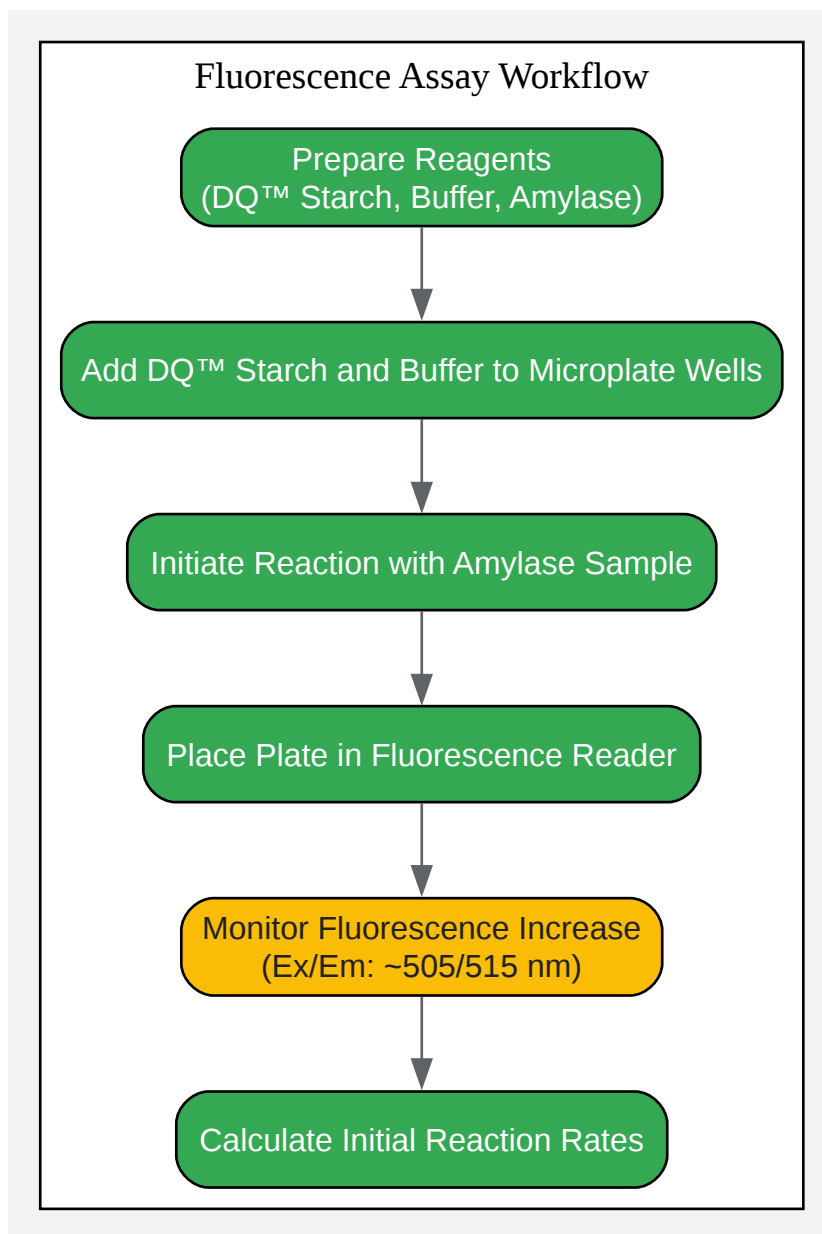 Fluorescence Assay Workflow
Prepare Reagents
(DQ™ Starch, Buffer, Amylase)
Add DQ™ Starch and Buffer to Microplate Wells
Initiate Reaction with Amylase Sample
Place Plate in Fluorescence Reader
Monitor Fluorescence Increase
(Ex/Em: ~505/515 nm)
Calculate Initial Reaction Rates